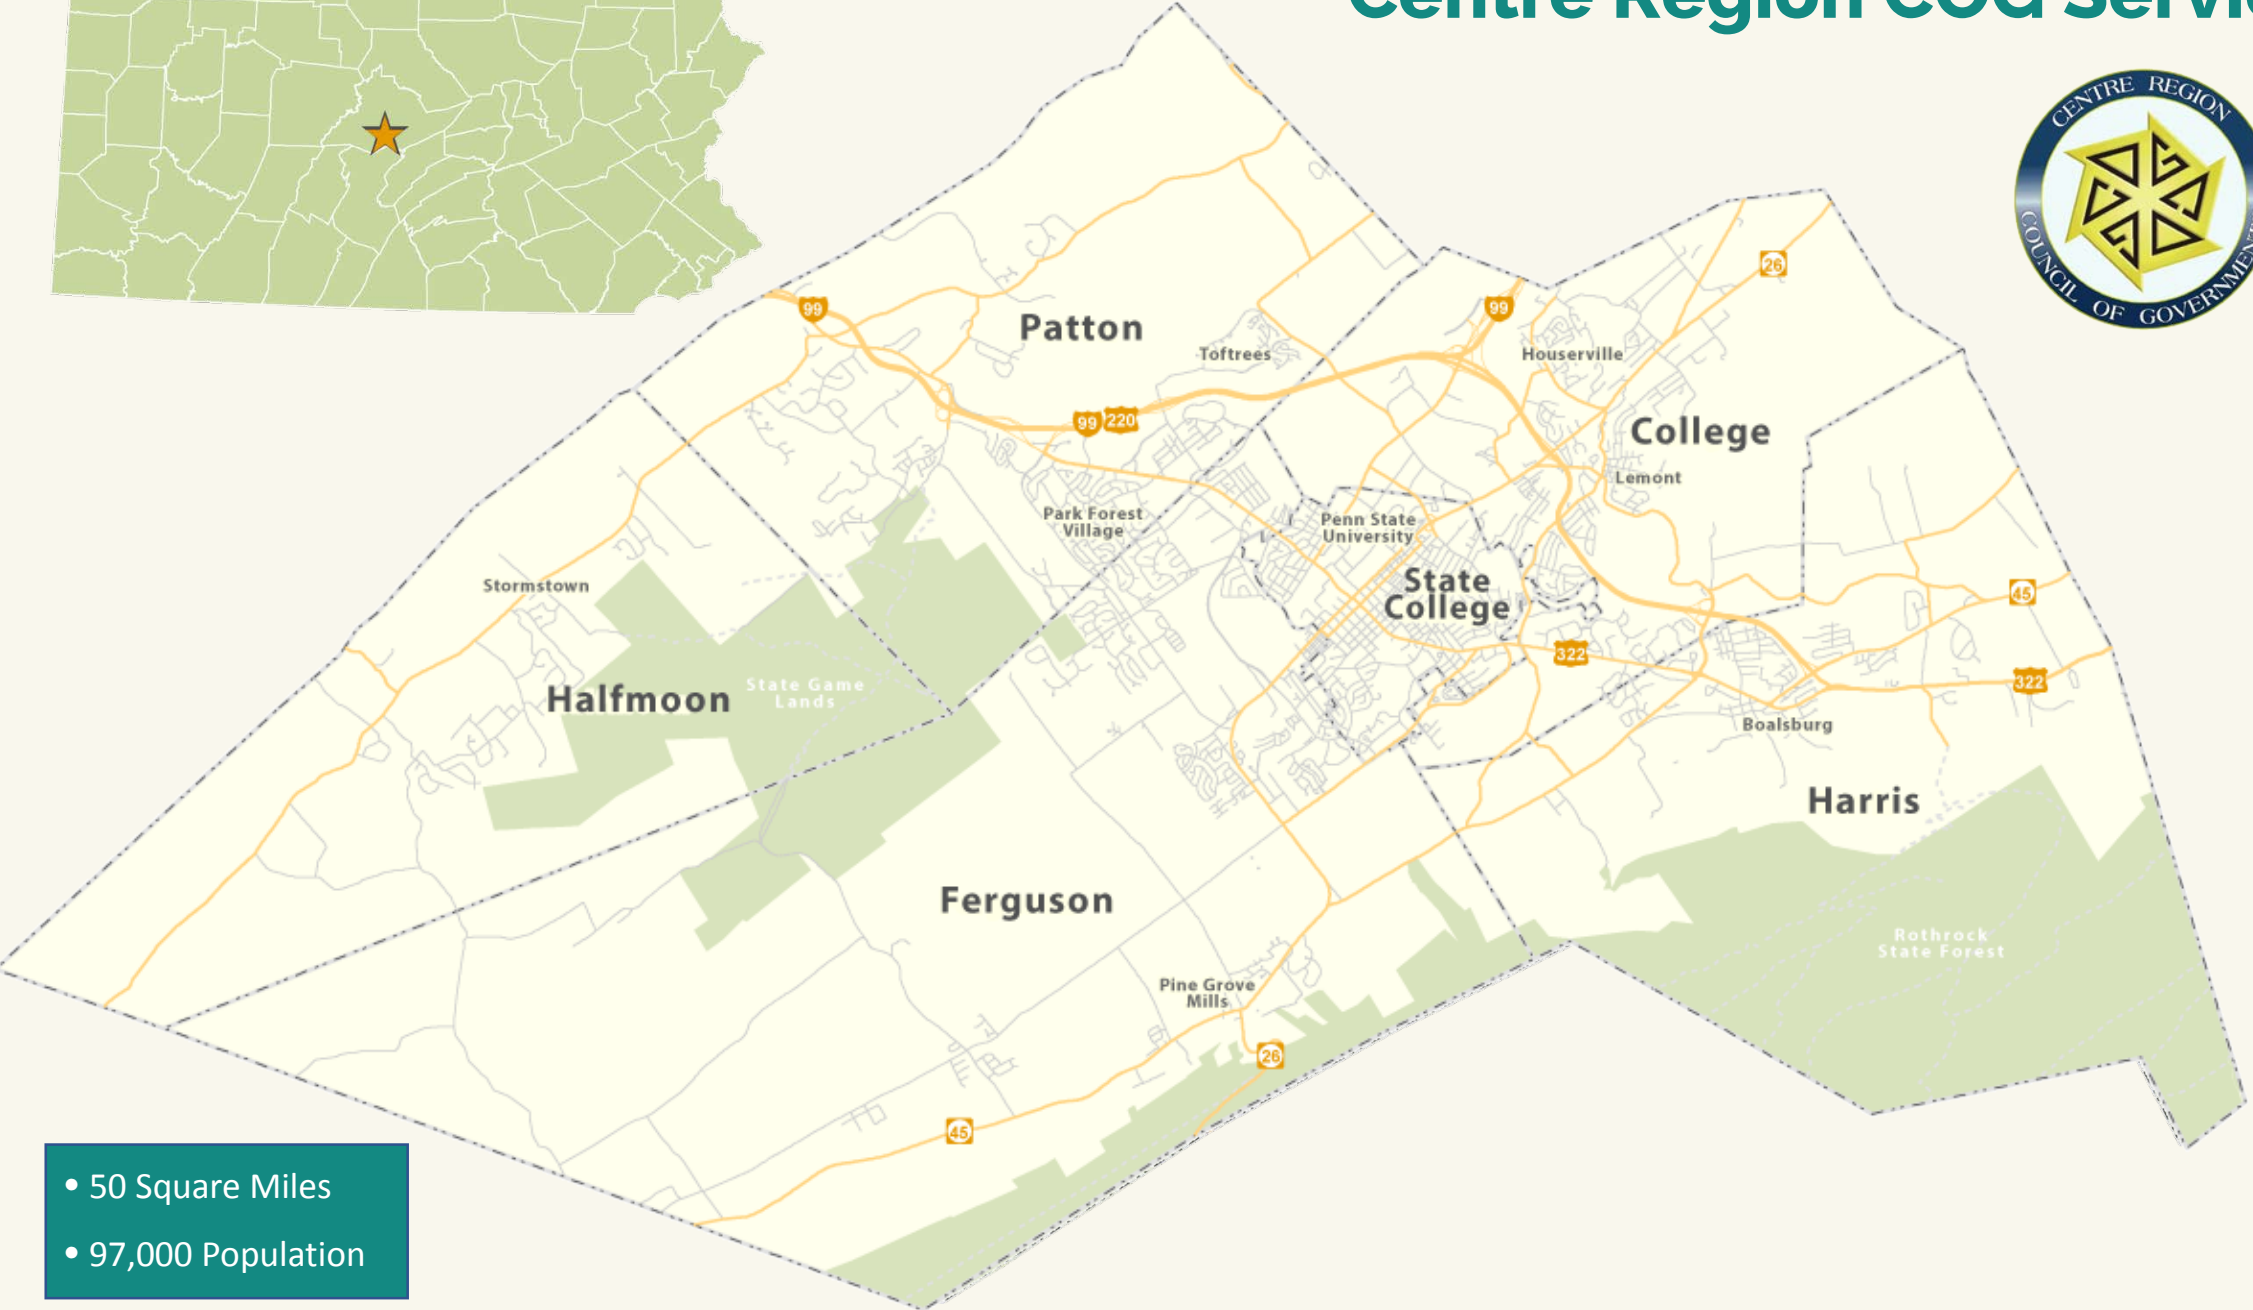 Centre Region COG
CENTRE REGION
COUNCIL OF GOVERNMENT
99
26
99
Patton
Toftrees
Houserville
99
220
College
Lemont
Park Forest
Village
Penn State
University
Stormstown
State
College
45
322
322
Halfmoon
State Game
Lands
Boalsburg
Harris
Ferguson
Rothrock
State Forest
Pine Grove
Mills
26
45
• 50 Square Miles
• 97,000 Population